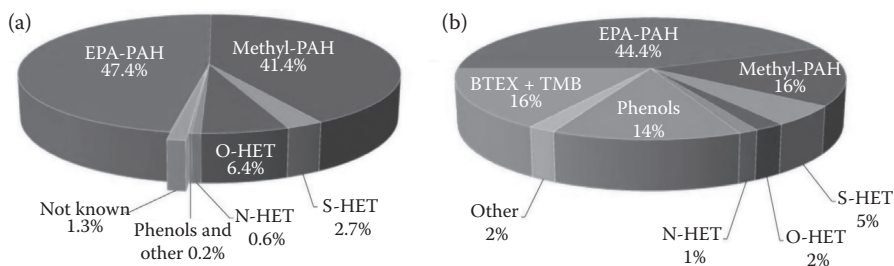 (a)
EPA-PAH
47.4%
Methyl-PAH
41.4%
O-HET
6.4%
Not known
1.3%
Phenols and
other 0.2%
N-HET
0.6%
S-HET
2.7%
(b)
EPA-PAH
44.4%
Methyl-PAH
16%
BTEX + TMB
16%
Phenols
14%
Other
2%
N-HET
1%
O-HET
2%
S-HET
5%